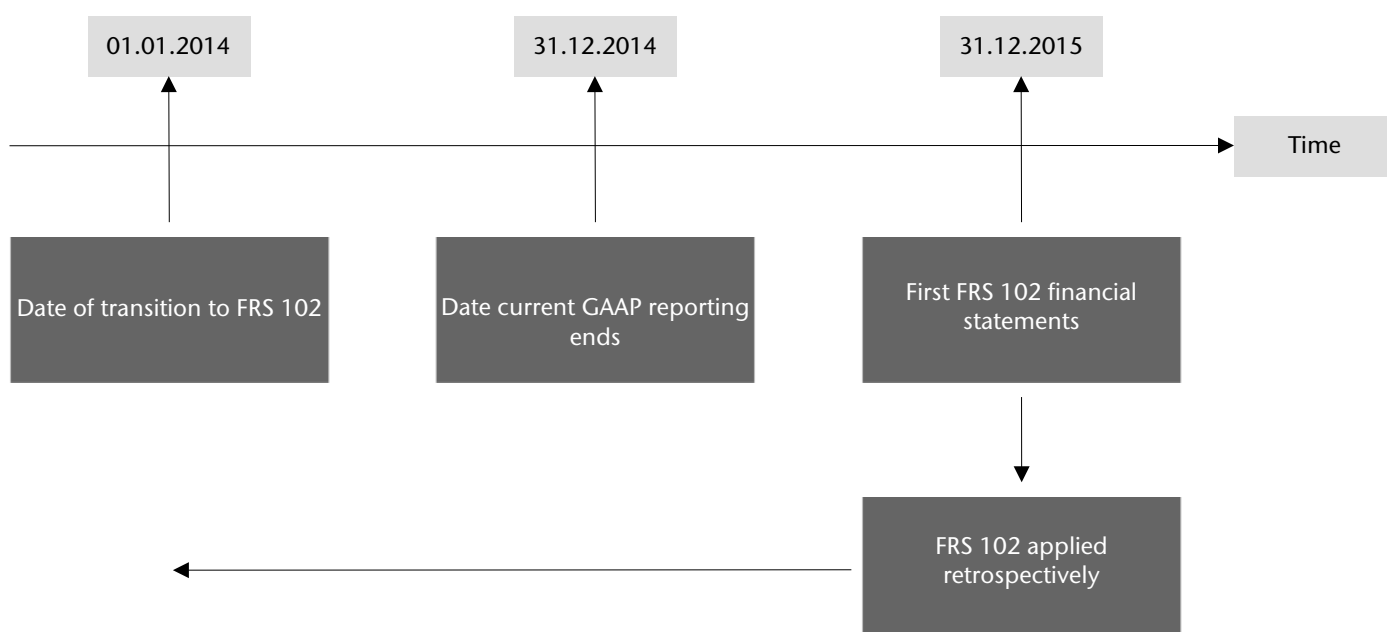 01.01.2014
31.12.2014
31.12.2015
Time
Date of transition to FRS 102
Date current GAAP reporting
ends
First FRS 102 financial
statements
FRS 102 applied
retrospectively